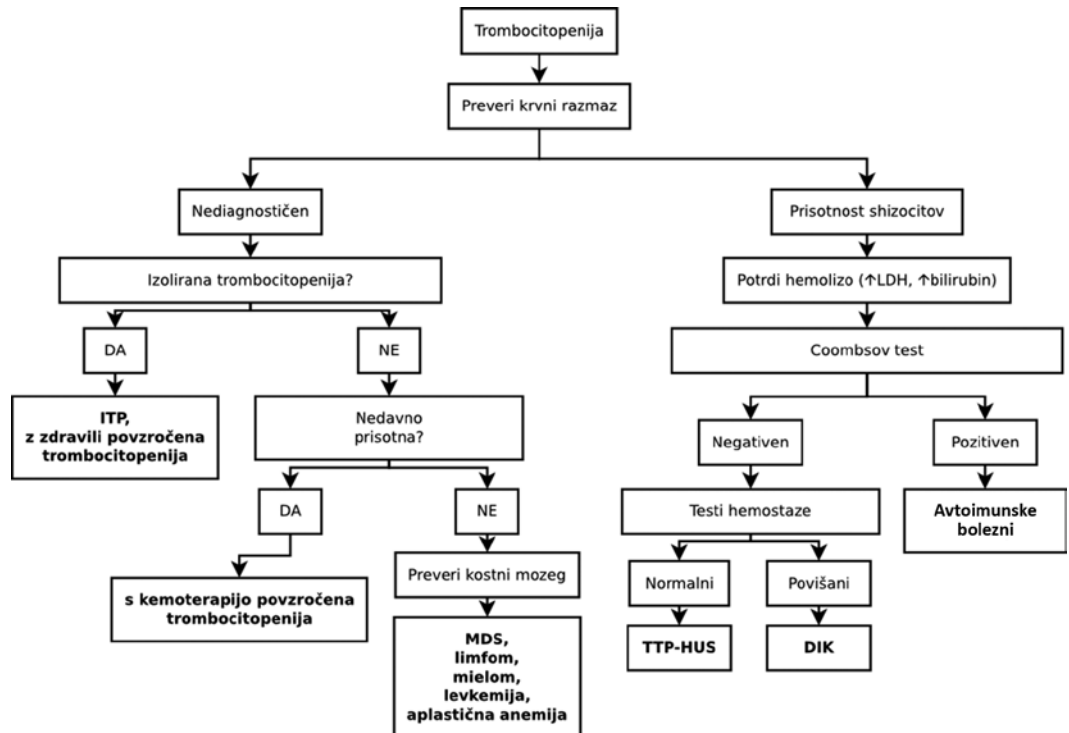 Trombocitopenija
Preveri krvni razmaz
Nediagnostičen
Prisotnost shizocitov
Izolirana trombocitopenija?
Potrdi hemolizo (↑LDH, ↑bilirubin)
DA
NE
Coombsov test
ITP,
z zdravili povzročena
trombocitopenija
Nedavno
prisotna?
Negativen
Pozitiven
DA
NE
Testi hemostaze
Avtoimunske
bolezni
s kemoterapijo povzročena
trombocitopenija
Preveri kostni mozeg
Normalni
Povišani
MDS,
limfom,
mielom,
levkemija,
aplastična anemija
TTP-HUS
DIK